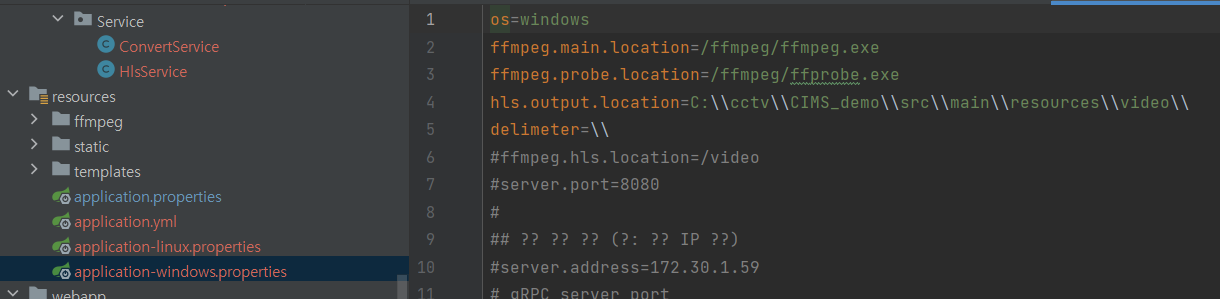 Service
ConvertService
HlsService
resources
ffmpeg
static
templates
application.properties
application.yml
application-linux.properties
application-windows.properties
webapp
1 os=windows
2 ffmpeg.main.location=/ffmpeg/ffmpeg.exe
3 ffmpeg.probe.location=/ffmpeg/ffprobe.exe
4 hls.output.location=C:\\cctv\\CIMS_demo\\src\\main\\resources\\video\\
5 delimeter=\\
6 #ffmpeg.hls.location=/video
7 #server.port=8080
8 #
9 ## ?? ?? ?? (?: ?? IP ??)
10 #server.address=172.30.1.59
11 # gRPC server port